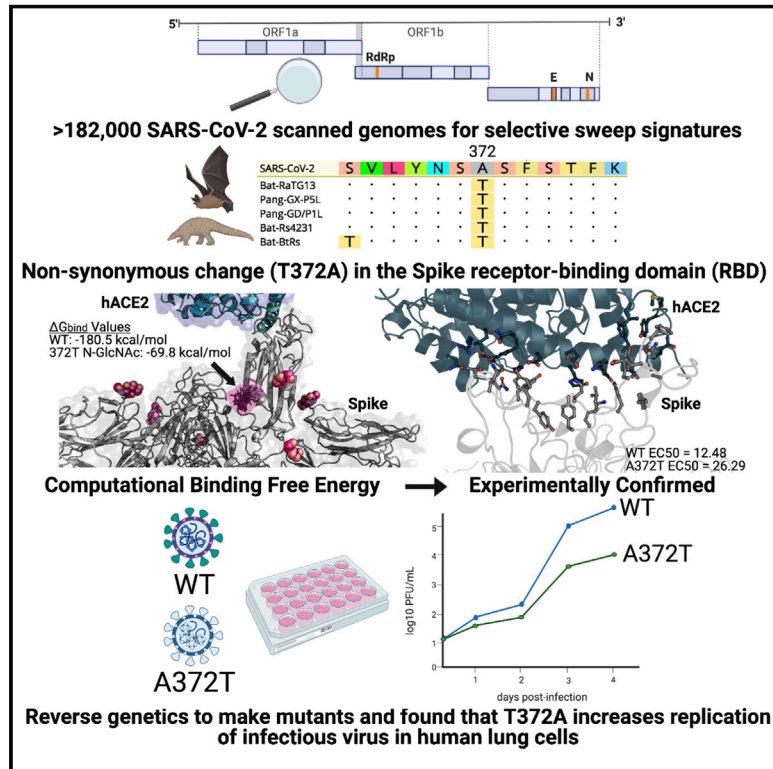 5' 3'
ORF1a ORF1b
RdRp
E N
>182,000 SARS-CoV-2 scanned genomes for selective sweep signatures
372
SARS-CoV-2 S V L Y N S A S F S T F K
Bat-RaTG13 · · · · · · T · · · · · ·
Pang-GX-P5L · · · · · · T · · · · · ·
Pang-GD/P1L · · · · · · T · · · · · ·
Bat-Rs4231 · · · · · · T · · · · · ·
Bat-BtRs T · · · · · T · · · · · ·
Non-synonymous change (T372A) in the Spike receptor-binding domain (RBD)
hACE2
ΔGbind Values
WT: -180.5 kcal/mol
372T N-GlcNAc: -69.8 kcal/mol
Spike
hACE2
Spike
WT EC50 = 12.48
A372T EC50 = 26.29
Computational Binding Free Energy
Experimentally Confirmed
WT
A372T
WT
A372T
log10 PFU/mL
5
4
3
2
1
0
1 2 3 4
days post-infection
Reverse genetics to make mutants and found that T372A increases replication
of infectious virus in human lung cells